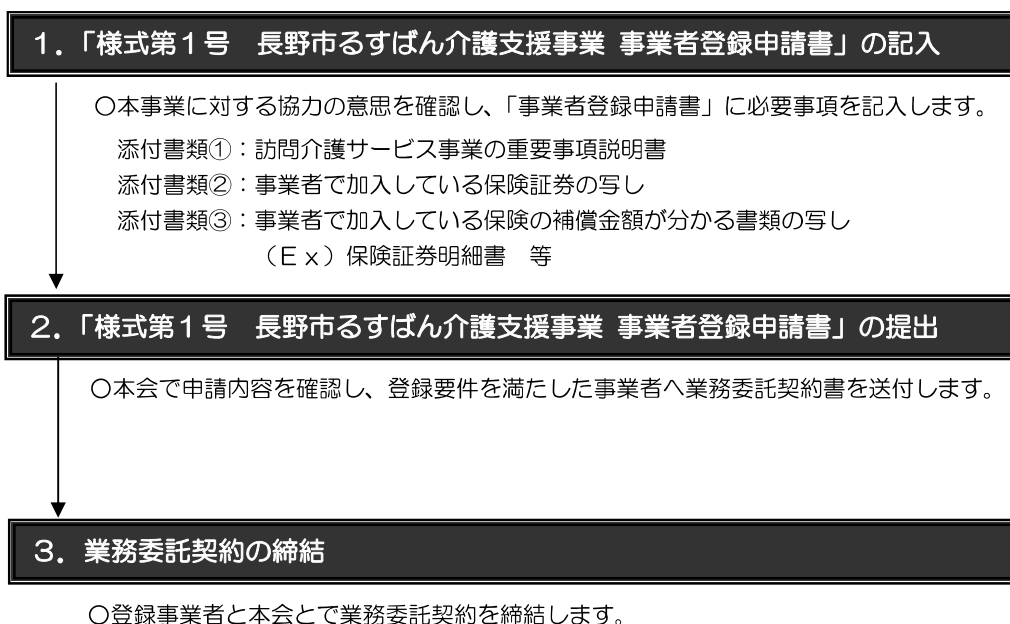 １．「様式第１号　長野市るすばん介護支援事業 事業者登録申請書」の記入
〇本事業に対する協力の意思を確認し、「事業者登録申請書」に必要事項を記入します。
添付書類①：訪問介護サービス事業の重要事項説明書
添付書類②：事業者で加入している保険証券の写し
添付書類③：事業者で加入している保険の補償金額が分かる書類の写し
（Ｅｘ）保険証券明細書　等
２．「様式第１号　長野市るすばん介護支援事業 事業者登録申請書」の提出
〇本会で申請内容を確認し、登録要件を満たした事業者へ業務委託契約書を送付します。
３．業務委託契約の締結
〇登録事業者と本会とで業務委託契約を締結します。